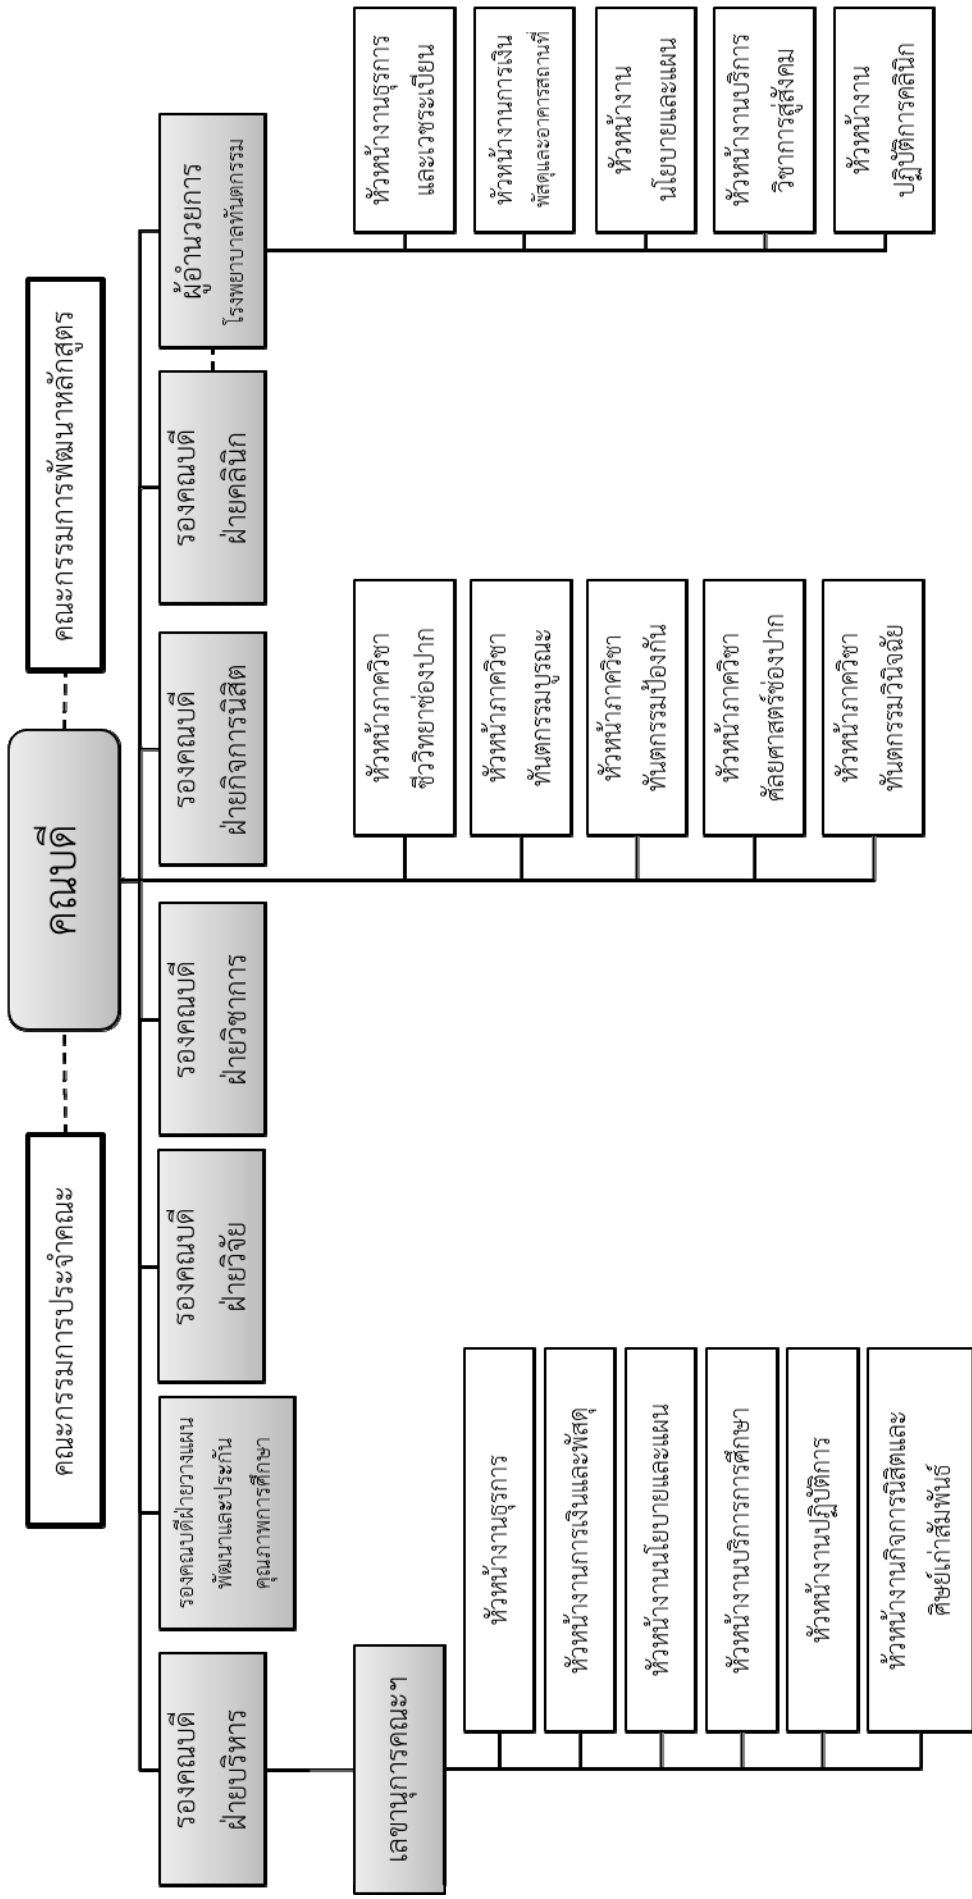 คณะกรรมการประจำคณะ
คณบดี
คณะกรรมการพัฒนาหลักสูตร
รองคณบดี
ฝ่ายบริหาร
รองคณบดีฝ่ายวางแผน
พัฒนาและประกัน
คุณภาพการศึกษา
รองคณบดี
ฝ่ายวิจัย
รองคณบดี
ฝ่ายวิชาการ
รองคณบดี
ฝ่ายกิจการนิสิต
รองคณบดี
ฝ่ายคลินิก
ผู้อำนวยการ
โรงพยาบาลทันตกรรม
เลขานุการคณะฯ
หัวหน้างานธุรการ
หัวหน้างานการเงินและพัสดุ
หัวหน้างานนโยบายและแผน
หัวหน้างานบริการการศึกษา
หัวหน้างานปฏิบัติการ
หัวหน้างานกิจการนิสิตและ
ศิษย์เก่าสัมพันธ์
หัวหน้าภาควิชา
ชีววิทยาช่องปาก
หัวหน้าภาควิชา
ทันตกรรมบูรณะ
หัวหน้าภาควิชา
ทันตกรรมป้องกัน
หัวหน้าภาควิชา
ศัลยศาสตร์ช่องปาก
หัวหน้าภาควิชา
ทันตกรรมวินิจฉัย
หัวหน้างานธุรการ
และเวชระเบียน
หัวหน้างานการเงิน
พัสดุและอาคารสถานที่
หัวหน้างาน
นโยบายและแผน
หัวหน้างานบริการ
วิชาการสู่สังคม
หัวหน้างาน
ปฏิบัติการคลินิก